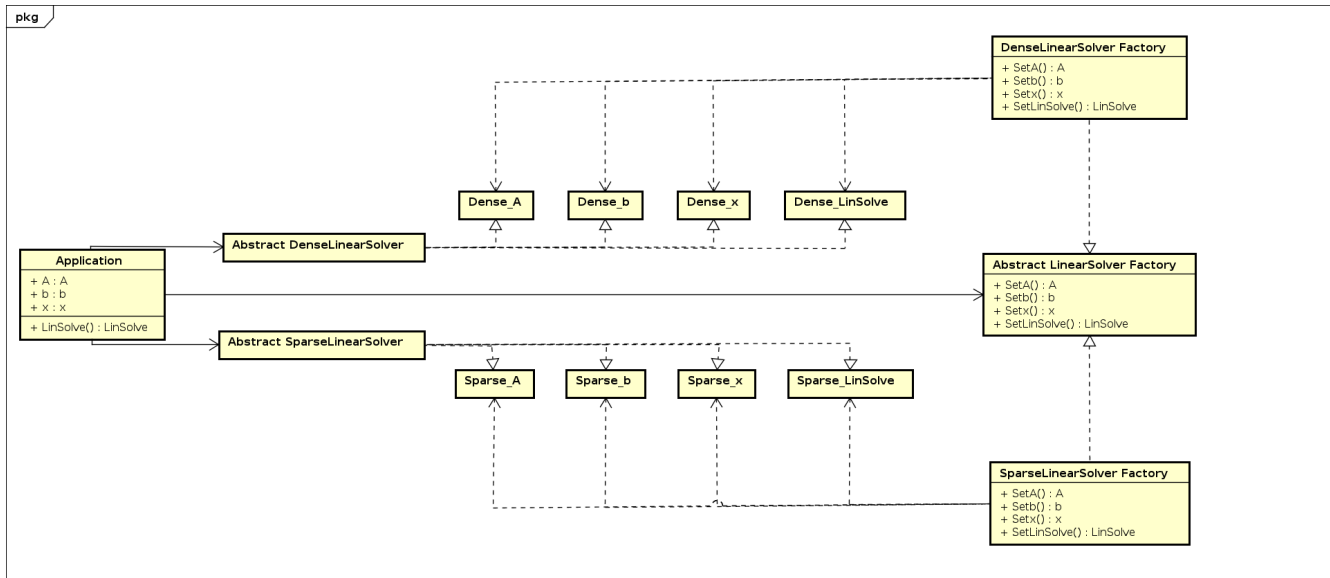 pkg
DenseLinearSolver Factory
+ SetA() : A
+ Setb() : b
+ Setx() : x
+ SetLinSolve() : LinSolve
Dense_A
Dense_b
Dense_x
Dense_LinSolve
Abstract DenseLinearSolver
Application
+ A : A
+ b : b
+ x : x
+ LinSolve() : LinSolve
Abstract LinearSolver Factory
+ SetA() : A
+ Setb() : b
+ Setx() : x
+ SetLinSolve() : LinSolve
Abstract SparseLinearSolver
Sparse_A
Sparse_b
Sparse_x
Sparse_LinSolve
SparseLinearSolver Factory
+ SetA() : A
+ Setb() : b
+ Setx() : x
+ SetLinSolve() : LinSolve